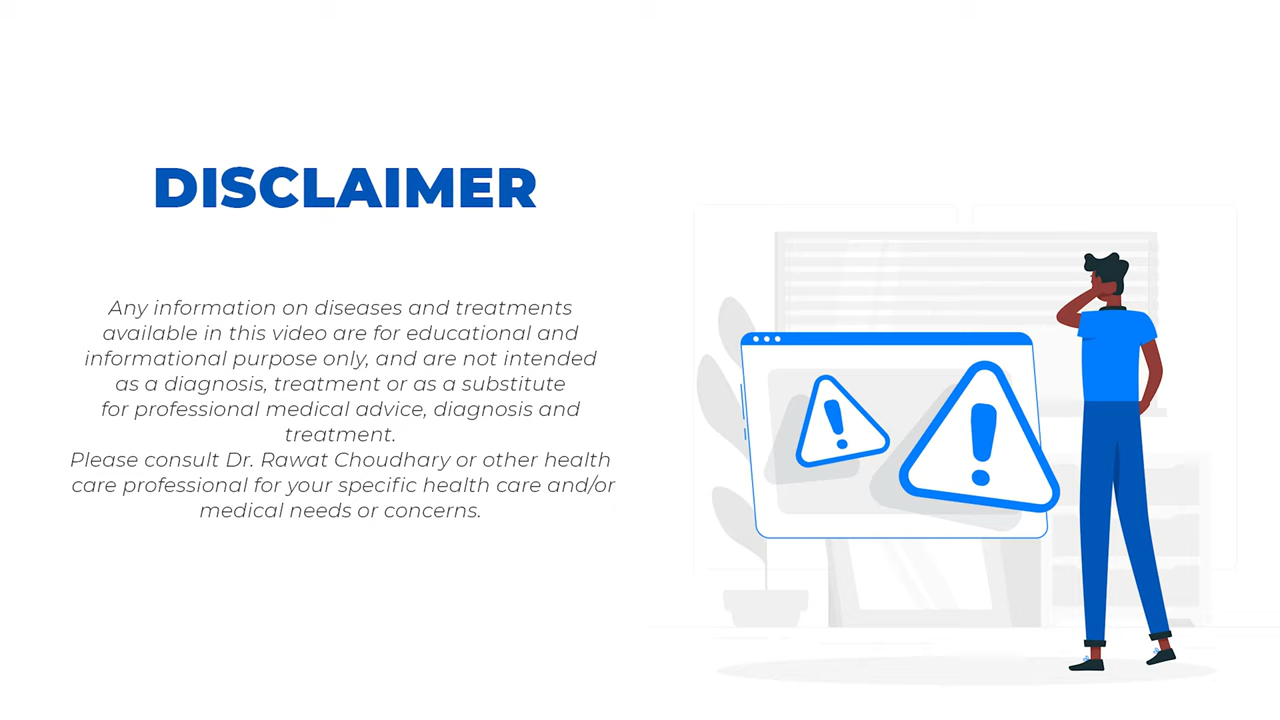 DISCLAIMER
Any information on diseases and treatments
available in this video are for educational and
informational purpose only, and are not intended
as a diagnosis, treatment or as a substitute
for professional medical advice, diagnosis and
treatment.
Please consult Dr. Rawat Choudhary or other health
care professional for your specific health care and/or
medical needs or concerns.